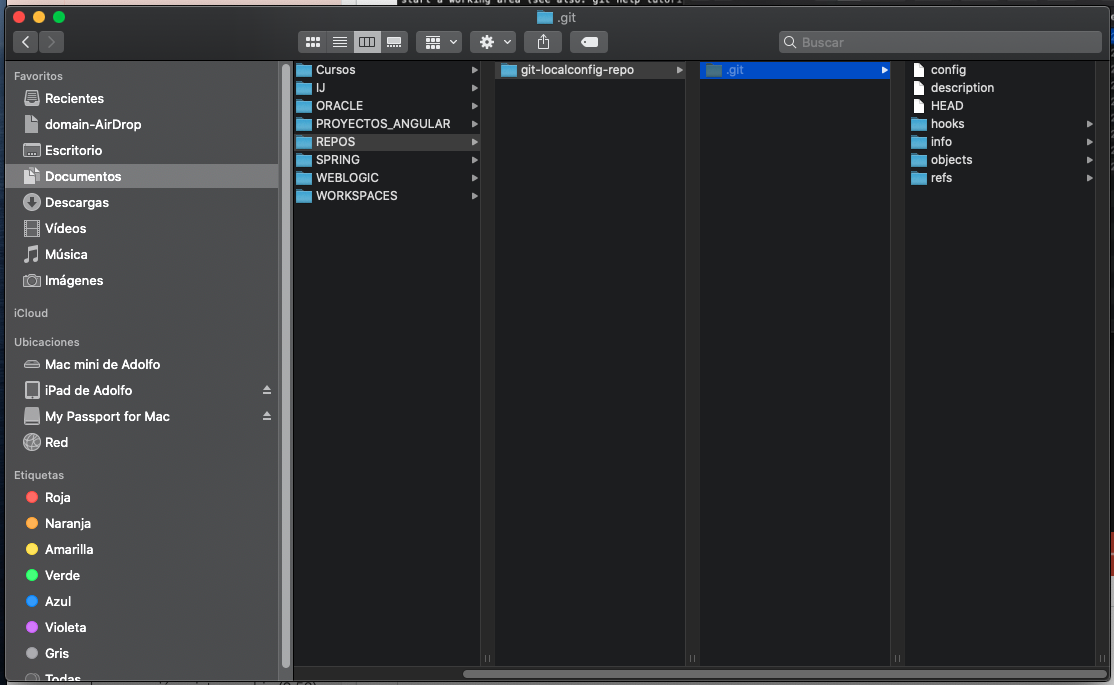 start a working area (see also: git help tutori
.git
Buscar
Favoritos
Recientes
domain-AirDrop
Escritorio
Documentos
Descargas
Vídeos
Música
Imágenes
iCloud
Ubicaciones
Mac mini de Adolfo
iPad de Adolfo
My Passport for Mac
Red
Etiquetas
Roja
Naranja
Amarilla
Verde
Azul
Violeta
Gris
Todas
Cursos
IJ
ORACLE
PROYECTOS_ANGULAR
REPOS
SPRING
WEBLOGIC
WORKSPACES
git-localconfig-repo
.git
config
description
HEAD
hooks
info
objects
refs